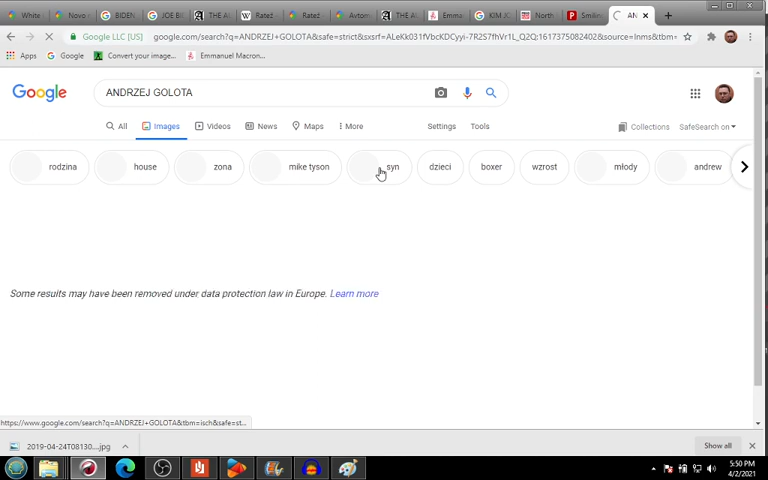 White
Novo
BIDEN
JOE BI
THE A
Ratež
Ratež
Avton
THE AL
Emma
KIM JC
North
Smilin
AN
Google LLC [US]
google.com/search?q=ANDRZEJ+GOLOTA&safe=strict&sxsrf=ALeKk031fVbcKDCyyi-7R2S7fhVr1L_Q2Q:1617375082402&source=lnms&tbm=
Apps
Google
Convert your image...
Emmanuel Macron...
Google
ANDRZEJ GOLOTA
All
Images
Videos
News
Maps
More
Settings
Tools
Collections
SafeSearch on
rodzina
house
zona
mike tyson
syn
dzieci
boxer
wzrost
młody
andrew
Some results may have been removed under data protection law in Europe. Learn more
https://www.google.com/search?q=ANDRZEJ+GOLOTA&tbm=isch&safe=st...
2019-04-24T08130....jpg
Show all
5:50 PM
4/2/2021